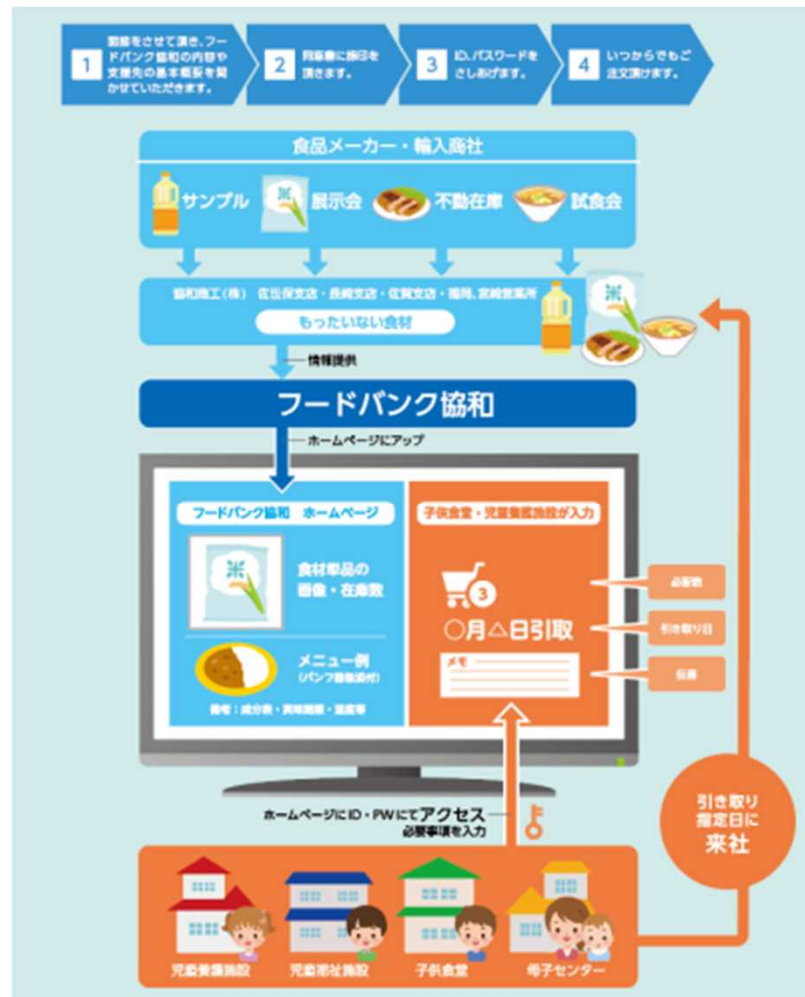 1
面談をさせて頂き、フー
ドバンク協和の内容や
支援先の基本概要を聞
かせていただきます。
2
同意書に捺印を
頂きます。
3
ID、パスワードを
さしあげます。
4
いつからでもご
注文頂けます。
食品メーカー・輸入商社
サンプル
展示会
不動在庫
試食会
協和商工(株) 佐世保支店・長崎支店・佐賀支店・福岡、宮崎営業所
もったいない食材
米
情報提供
フードバンク協和
ホームページにアップ
フードバンク協和 ホームページ
米
食材単品の
画像・在庫数
メニュー例
(パンフ画像添付)
備考：成分表・賞味期限・温度等
子供食堂・児童養護施設が入力
3
○月△日引取
メモ
必要数
引き取り日
伝言
ホームページにID・PWにてアクセス
必要事項を入力
引き取り
指定日に
来社
児童養護施設
児童福祉施設
子供食堂
母子センター